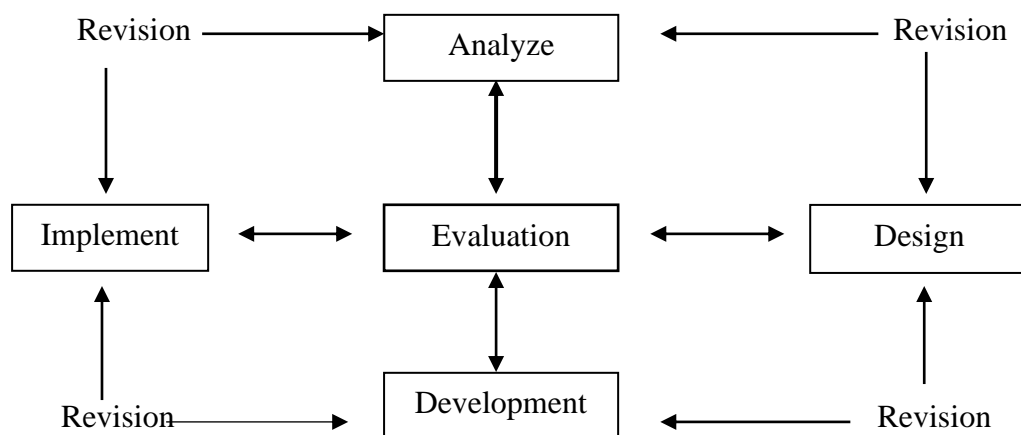 Revision
Analyze
Revision
Implement
Evaluation
Design
Revision
Development
Revision